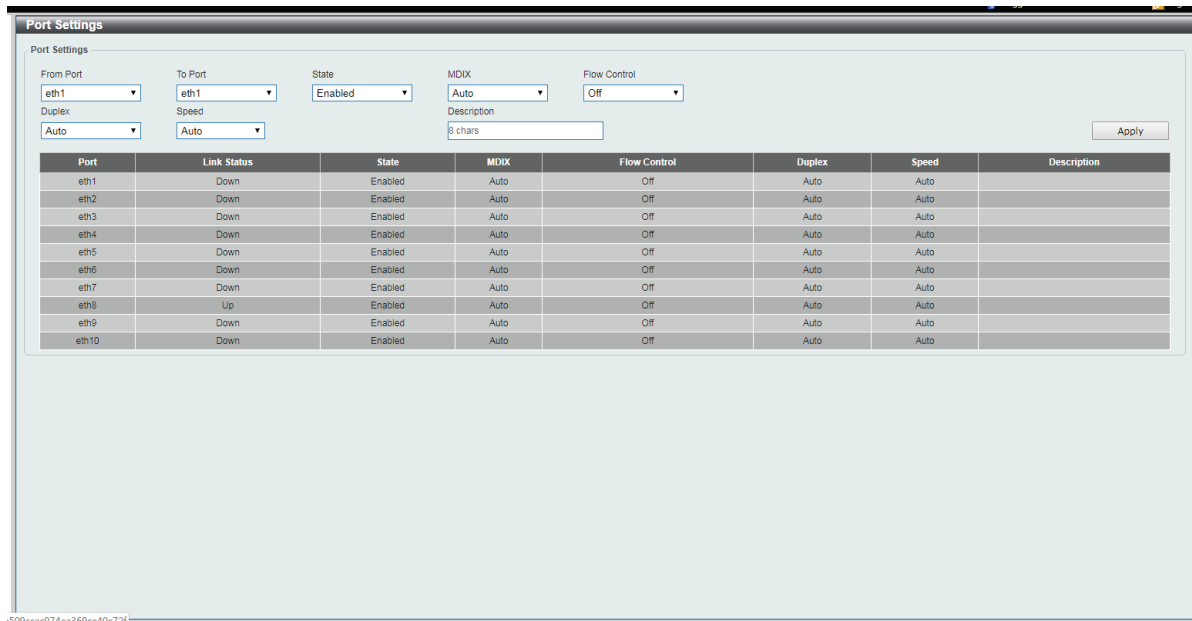 Port Settings
Port Settings
From Port To Port State MDIX Flow Control
eth1 eth1 Enabled Auto Off
Duplex Speed Description
Auto Auto 8 chars Apply
Port Link Status State MDIX Flow Control Duplex Speed Description
eth1 Down Enabled Auto Off Auto Auto
eth2 Down Enabled Auto Off Auto Auto
eth3 Down Enabled Auto Off Auto Auto
eth4 Down Enabled Auto Off Auto Auto
eth5 Down Enabled Auto Off Auto Auto
eth6 Down Enabled Auto Off Auto Auto
eth7 Down Enabled Auto Off Auto Auto
eth8 Up Enabled Auto Off Auto Auto
eth9 Down Enabled Auto Off Auto Auto
eth10 Down Enabled Auto Off Auto Auto